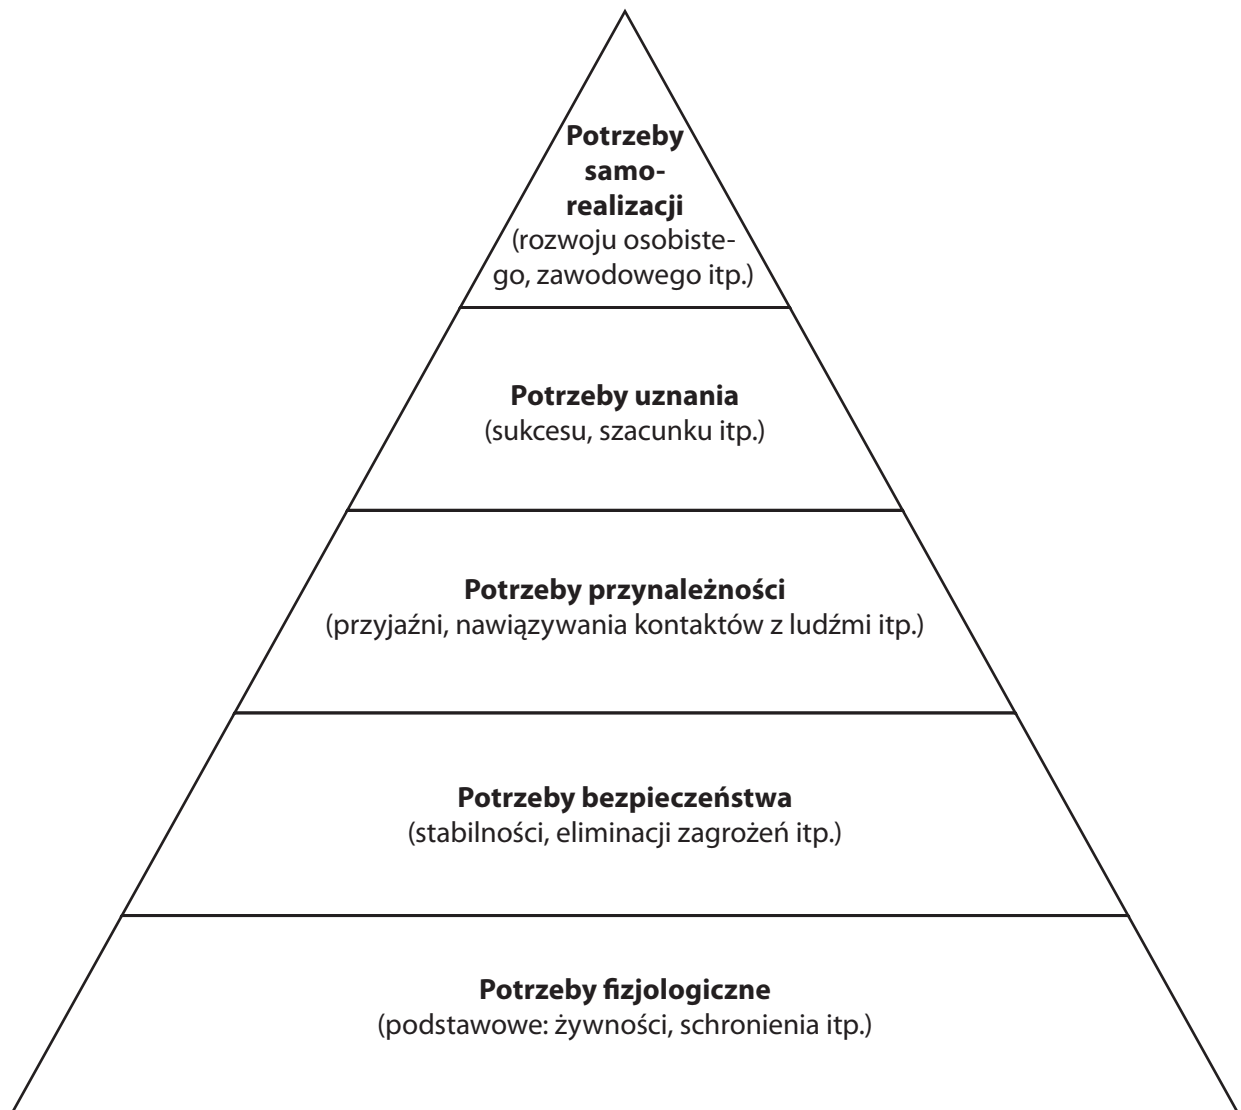 Potrzeby
samo-
realizacji
(rozwoju osobiste-
go, zawodowego itp.)
Potrzeby uznania
(sukcesu, szacunku itp.)
Potrzeby przynależności
(przyjaźni, nawiązywania kontaktów z ludźmi itp.)
Potrzeby bezpieczeństwa
(stabilności, eliminacji zagrożeń itp.)
Potrzeby fizjologiczne
(podstawowe: żywności, schronienia itp.)